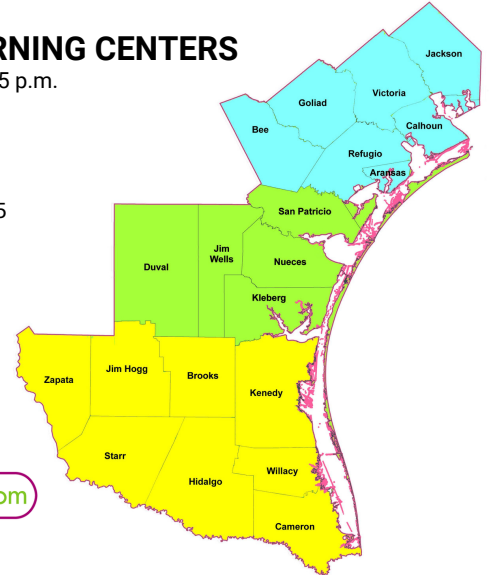 RNING CENTERS
5 p.m.
5
om
Jackson
Victoria
Goliad
Calhoun
Bee
Refugio
Aransas
San Patricio
Jim
Wells
Duval
Nueces
Kleberg
Jim Hogg
Zapata
Brooks
Kenedy
Starr
Willacy
Hidalgo
Cameron